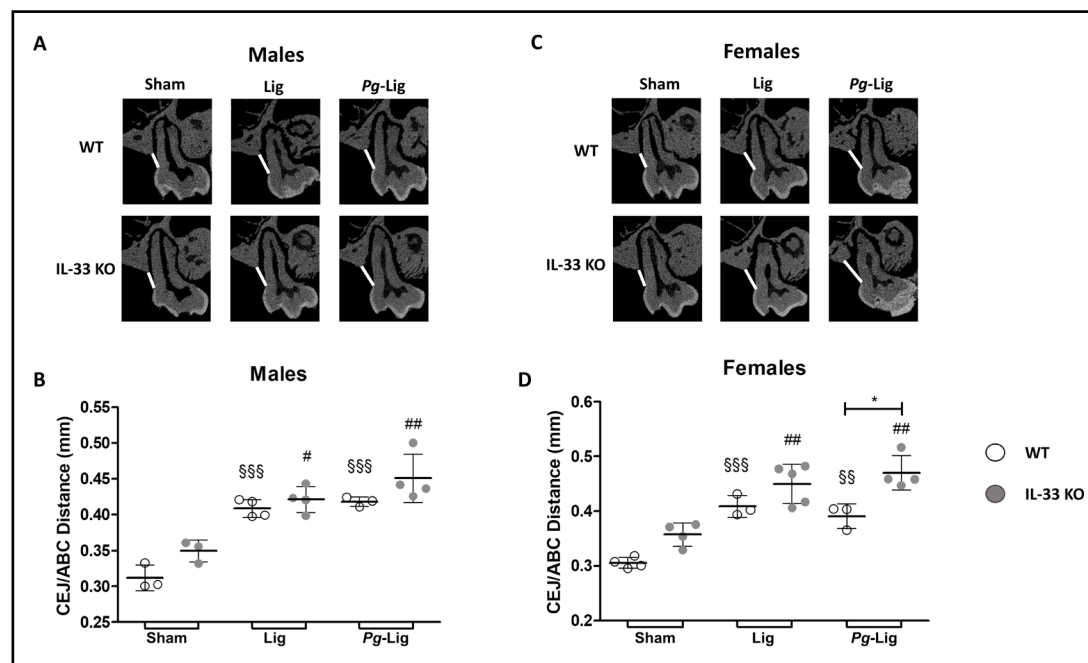 A
Males
Sham Lig Pg-Lig
WT
IL-33 KO
B
Males
CEJ/ABC Distance (mm)
0.55
0.50
0.45
0.40
0.35
0.30
0.25
§§§
#
§§§
##
Sham Lig Pg-Lig
C
Females
Sham Lig Pg-Lig
WT
IL-33 KO
D
Females
CEJ/ABC Distance (mm)
0.6
0.5
0.4
0.3
0.2
§§§
##
§§
##
*
Sham Lig Pg-Lig
WT
IL-33 KO